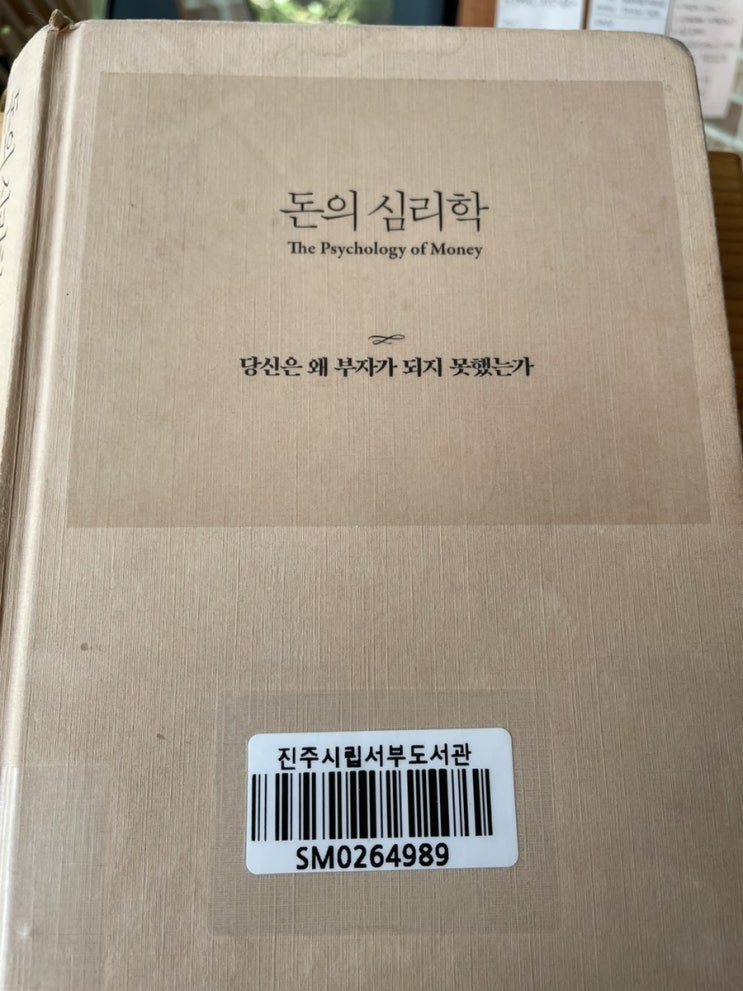 돈의 심리학
The Psychology of Money
당신은 왜 부자가 되지 못했는가
진주시립서부도서관
SM0264989